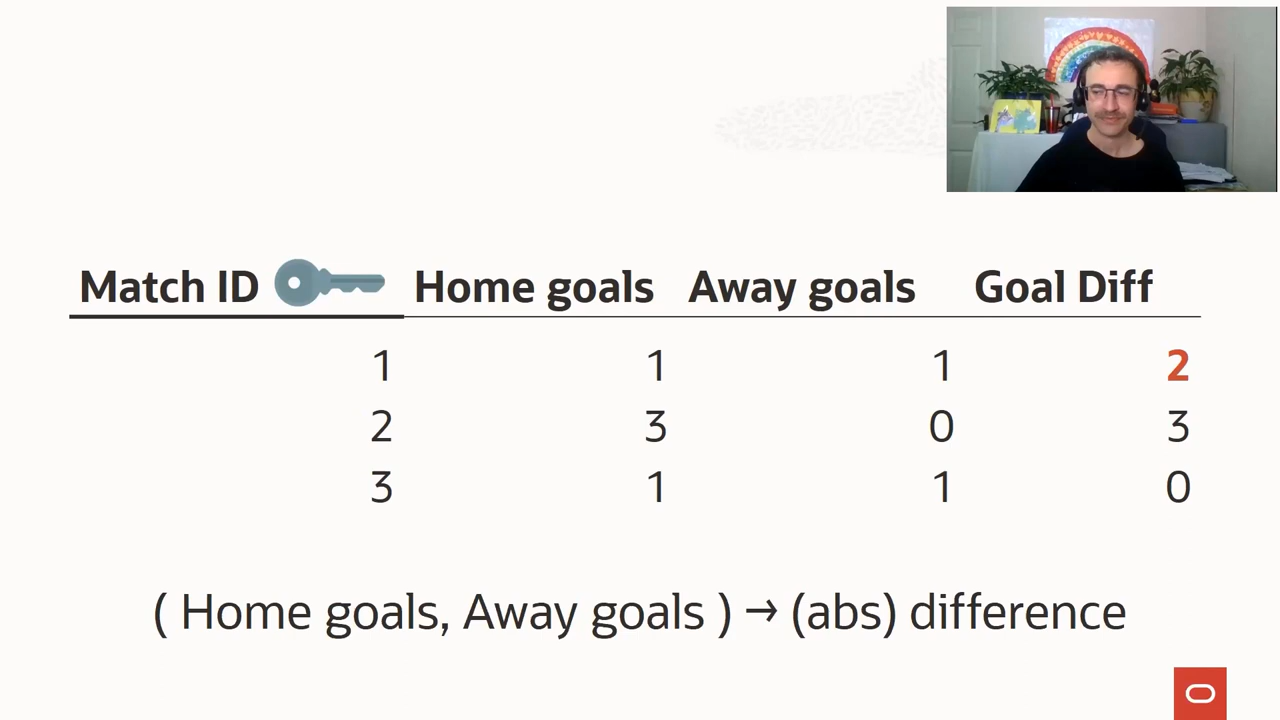 Match ID Home goals Away goals Goal Diff
1 1 1 2
2 3 0 3
3 1 1 0
( Home goals, Away goals ) → (abs) difference